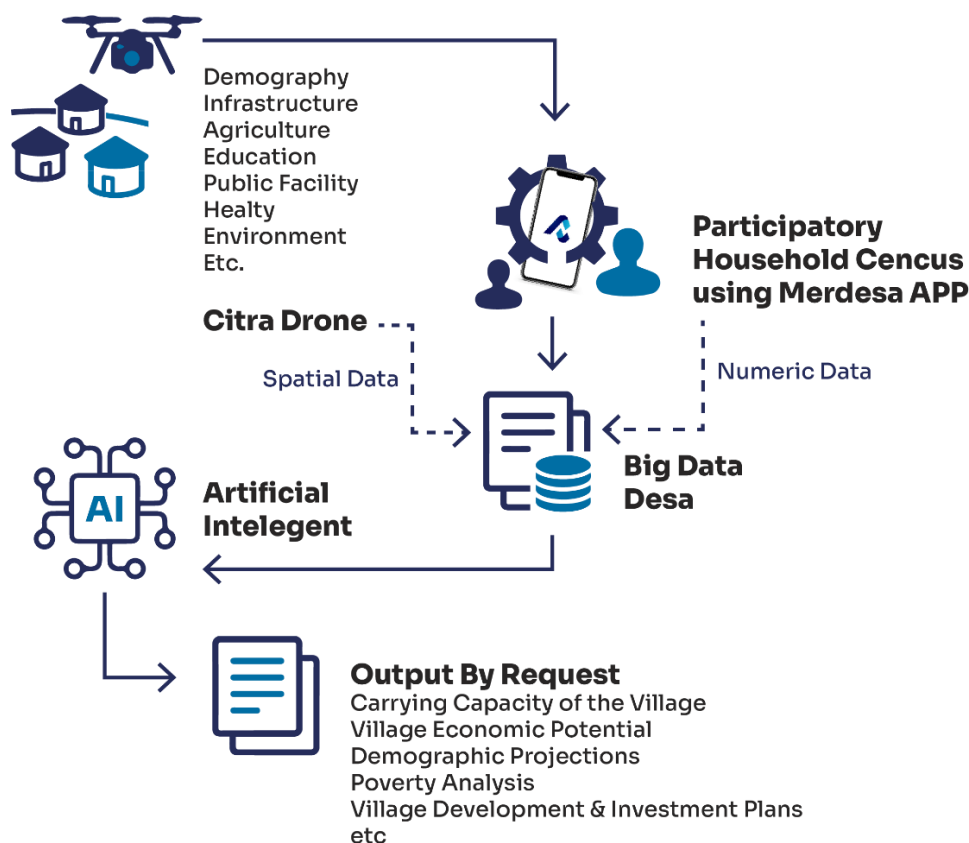 Demography
Infrastructure
Agriculture
Education
Public Facility
Healty
Environment
Etc.
Participatory
Household Cencus
using Merdesa APP
Citra Drone
Spatial Data
Numeric Data
Big Data
Desa
AI
Artificial
Intelegent
Output By Request
Carrying Capacity of the Village
Village Economic Potential
Demographic Projections
Poverty Analysis
Village Development & Investment Plans
etc